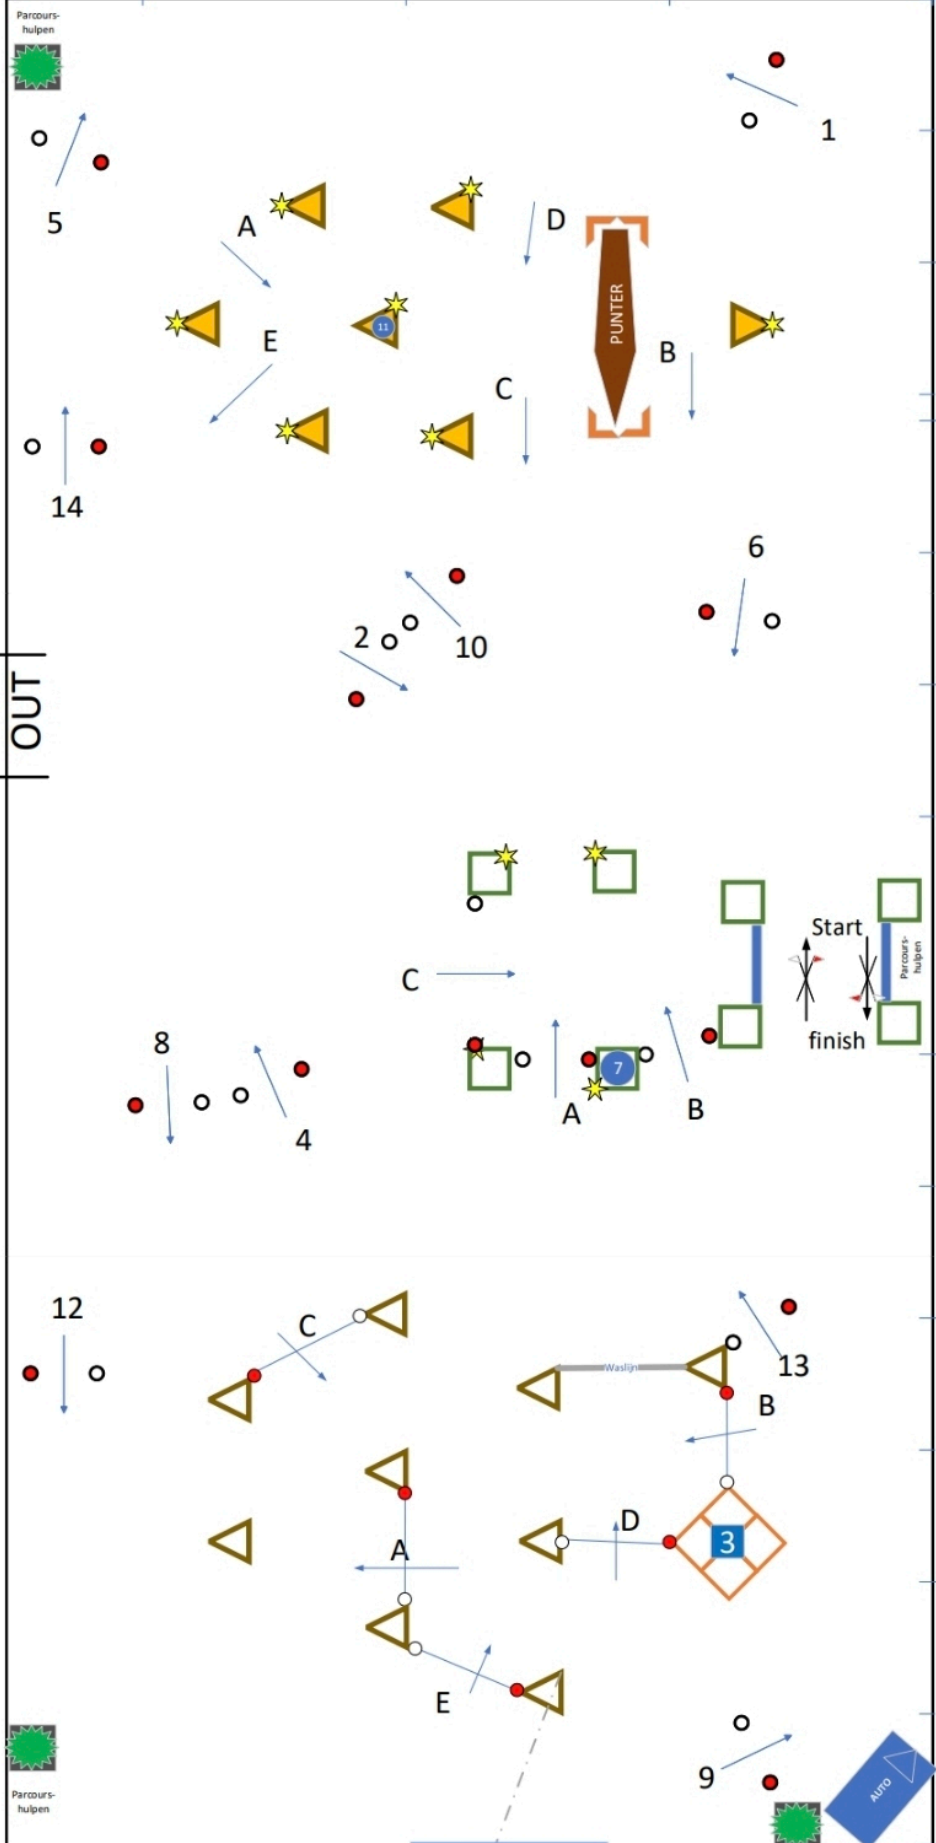 Parcours-
hulpen
1
5
A
D
PUNTER
11
E
B
C
14
6
2
10
OUT
Start
C
Parcours-
hulpen
finish
8
7
A
B
4
12
C
Waslijn
13
B
D
A
3
E
9
AUTO
Parcours-
hulpen